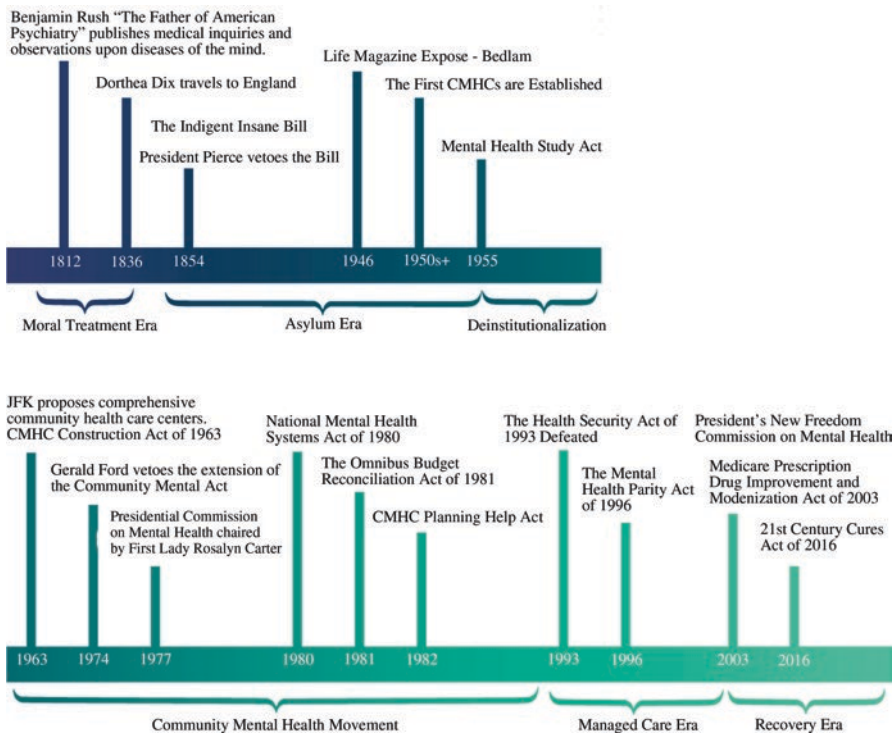 Benjamin Rush “The Father of American
Psychiatry” publishes medical inquiries and
observations upon diseases of the mind.
Dorthea Dix travels to England
The Indigent Insane Bill
President Pierce vetoes the Bill
Life Magazine Expose - Bedlam
The First CMHCs are Established
Mental Health Study Act
1812
1836
1854
1946
1950s+
1955
Moral Treatment Era
Asylum Era
Deinstitutionalization
JFK proposes comprehensive
community health care centers.
CMHC Construction Act of 1963
Gerald Ford vetoes the extension of
the Community Mental Act
Presidential Commission
on Mental Health chaired
by First Lady Rosalyn Carter
National Mental Health
Systems Act of 1980
The Omnibus Budget
Reconciliation Act of 1981
CMHC Planning Help Act
The Health Security Act of
1993 Defeated
The Mental
Health Parity Act
of 1996
President’s New Freedom
Commission on Mental Health
Medicare Prescription
Drug Improvement and
Modenization Act of 2003
21st Century Cures
Act of 2016
1963
1974
1977
1980
1981
1982
1993
1996
2003
2016
Community Mental Health Movement
Managed Care Era
Recovery Era